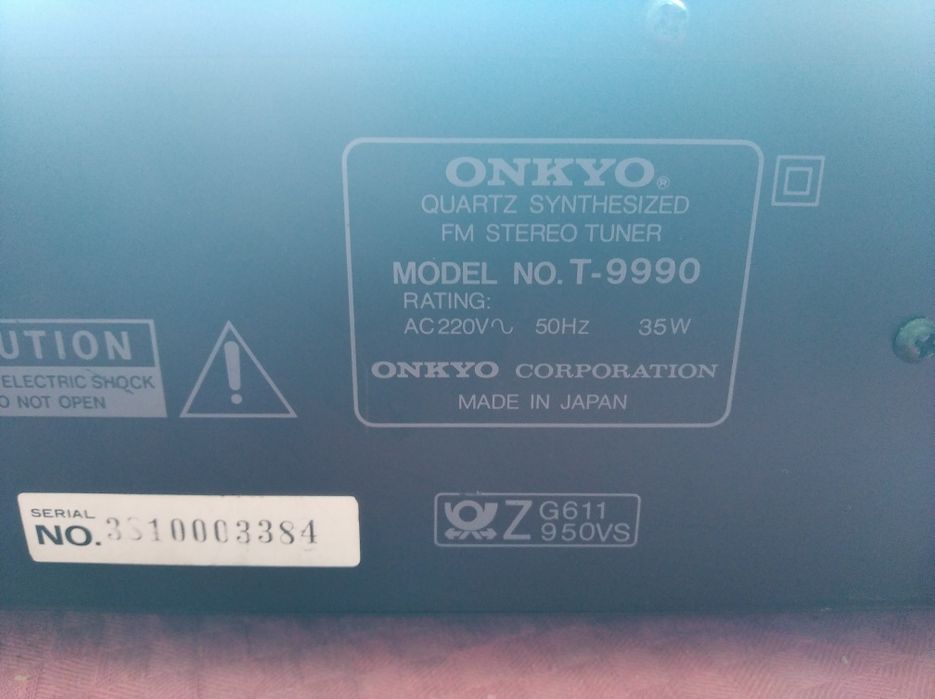 ONKYO®
QUARTZ SYNTHESIZED
FM STEREO TUNER
MODEL NO. T-9990
RATING:
AC 220V∿ 50Hz 35W
ONKYO CORPORATION
MADE IN JAPAN
UTION
ELECTRIC SHOCK
O NOT OPEN
SERIAL
NO.
Z G611
950VS